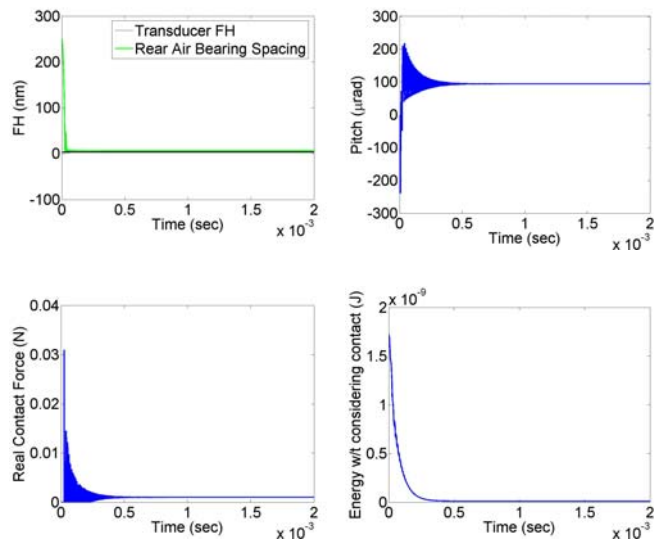 300
200
100
0
-100
FH (nm)
Transducer FH
Rear Air Bearing Spacing
0
0.5
1
1.5
2
Time (sec)
x 10⁻³
300
200
100
0
-100
-200
-300
Pitch (μrad)
0
0.5
1
1.5
2
Time (sec)
x 10⁻³
0.04
0.03
0.02
0.01
0
Real Contact Force (N)
0
0.5
1
1.5
2
Time (sec)
x 10⁻³
x 10⁻⁹
2
1.5
1
0.5
0
Energy w/t considering contact (J)
0
0.5
1
1.5
2
Time (sec)
x 10⁻³